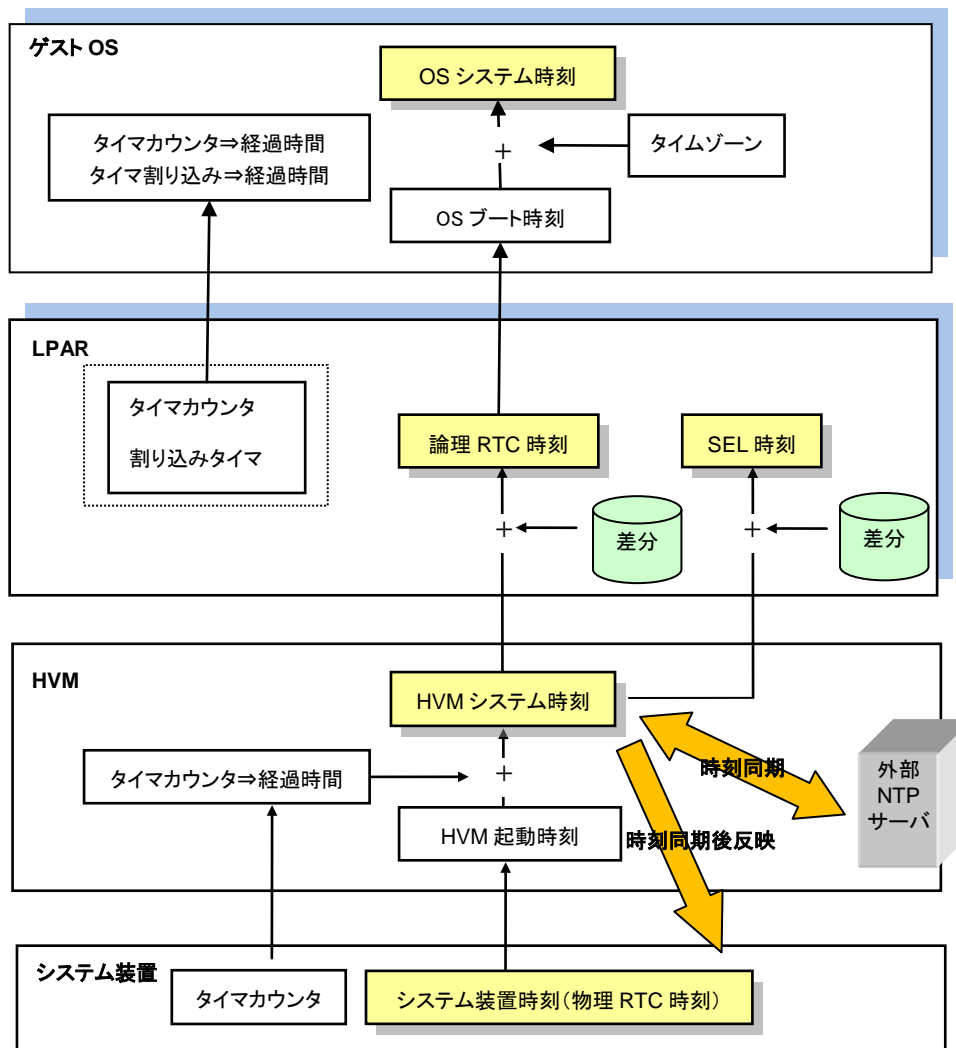 ゲスト OS
OS システム時刻
タイマカウンタ⇒経過時間
タイマ割り込み⇒経過時間
+
タイムゾーン
OS ブート時刻
LPAR
タイマカウンタ
割り込みタイマ
論理 RTC 時刻
SEL 時刻
+
差分
+
差分
HVM
HVM システム時刻
時刻同期
外部
NTP
サーバ
タイマカウンタ⇒経過時間
+
HVM 起動時刻
時刻同期後反映
システム装置
タイマカウンタ
システム装置時刻(物理 RTC 時刻)